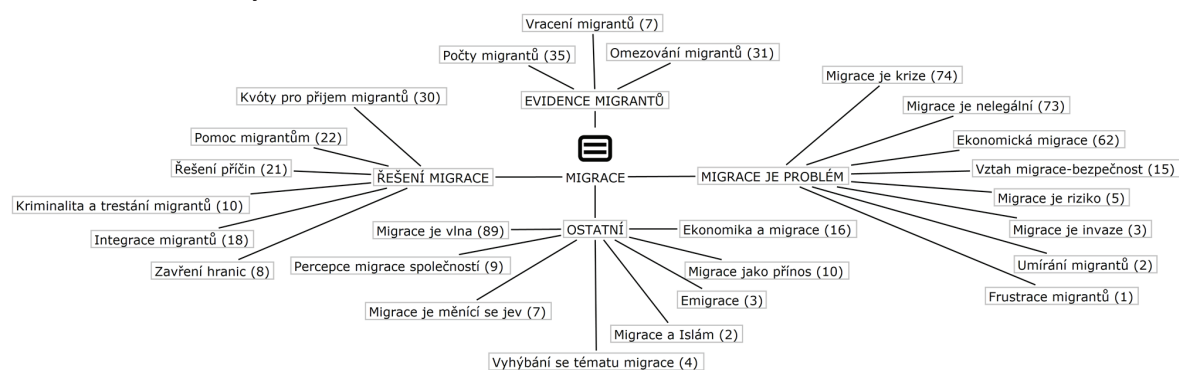 Vracení migrantů (7)
Počty migrantů (35)
Omezování migrantů (31)
EVIDENCE MIGRANTŮ
Kvóty pro přijem migrantů (30)
Pomoc migrantům (22)
Řešení příčin (21)
ŘEŠENÍ MIGRACE
Kriminalita a trestání migrantů (10)
Integrace migrantů (18)
Zavření hranic (8)
MIGRACE
Migrace je krize (74)
Migrace je nelegální (73)
Ekonomická migrace (62)
MIGRACE JE PROBLÉM
Vztah migrace-bezpečnost (15)
Migrace je riziko (5)
Migrace je invaze (3)
Umírání migrantů (2)
Frustrace migrantů (1)
Migrace je vlna (89)
OSTATNÍ
Ekonomika a migrace (16)
Percepce migrace společností (9)
Migrace jako přínos (10)
Migrace je měnící se jev (7)
Emigrace (3)
Migrace a Islám (2)
Vyhýbání se tématu migrace (4)